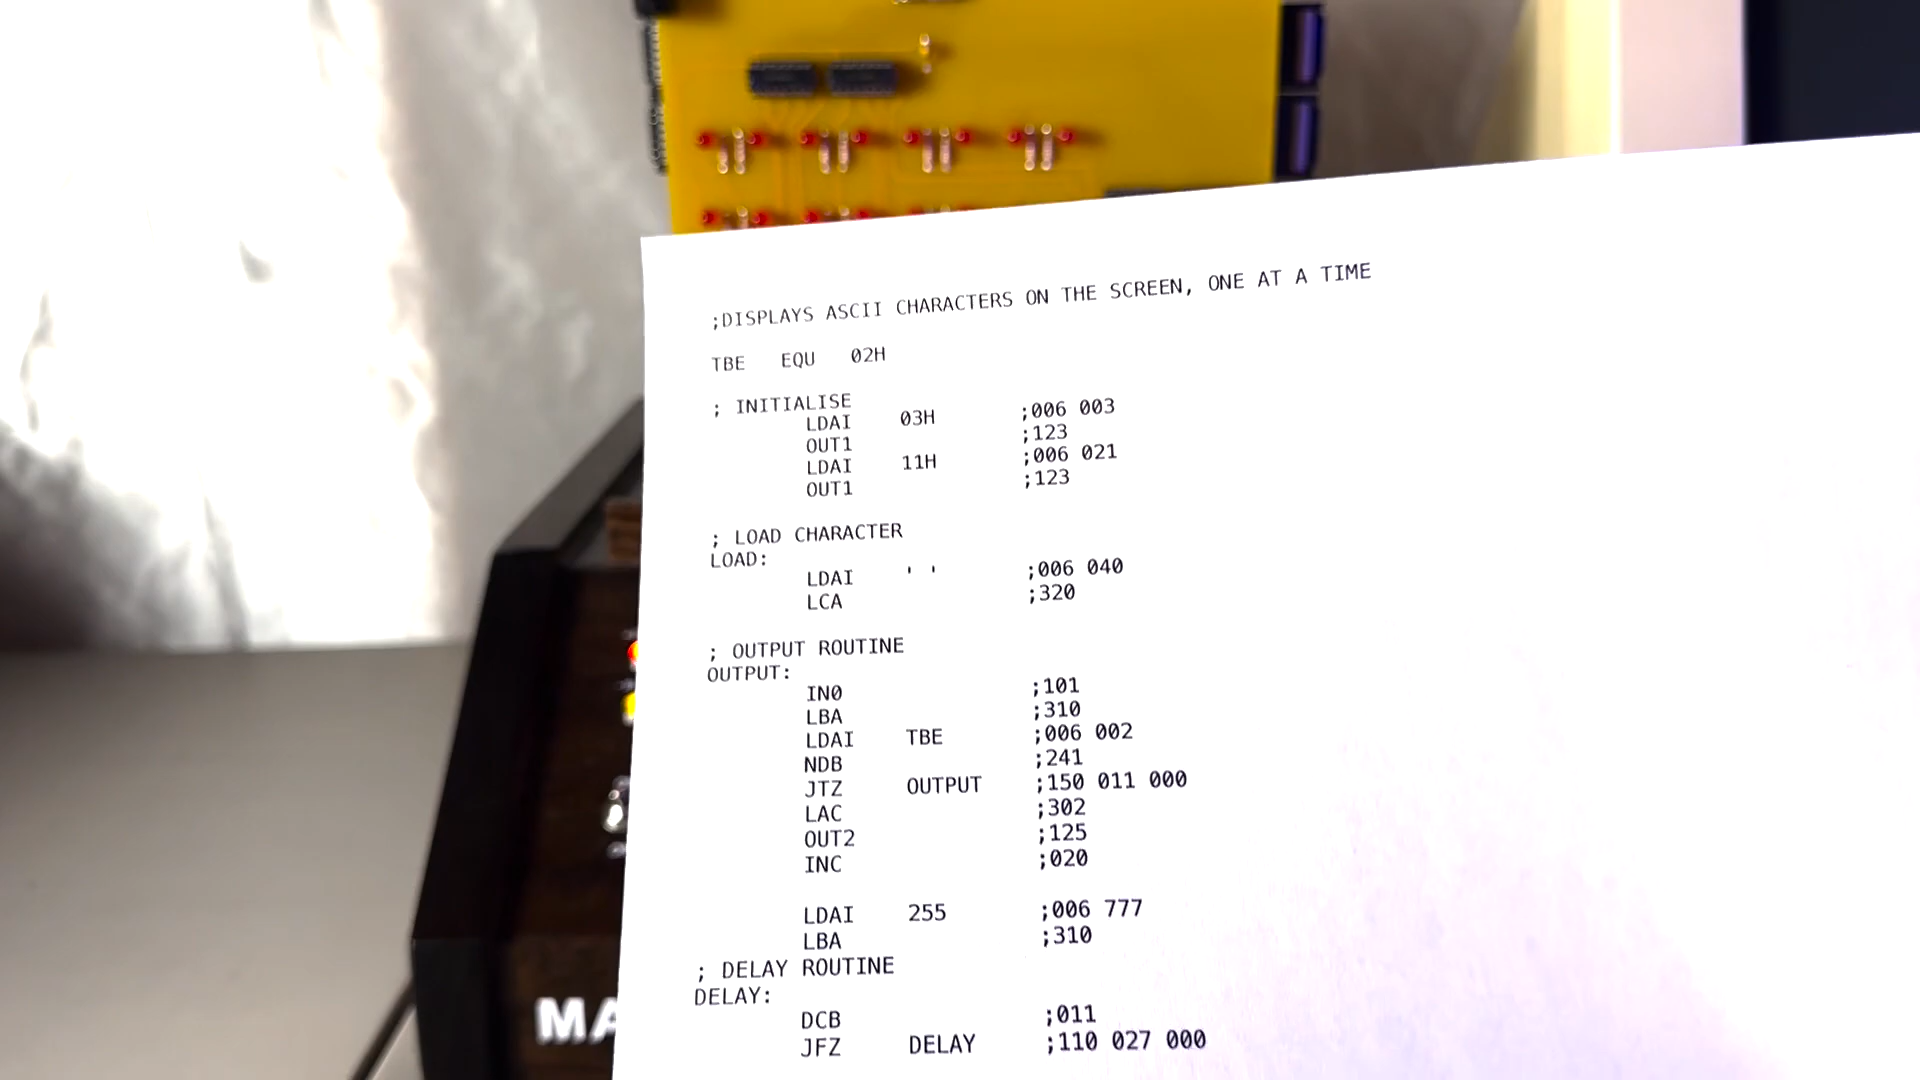 ;DISPLAYS ASCII CHARACTERS ON THE SCREEN, ONE AT A TIME
TBE EQU 02H
; INITIALISE
LDAI 03H ;006 003
OUT1 ;123
LDAI 11H ;006 021
OUT1 ;123
; LOAD CHARACTER
LOAD:
LDAI ' ' ;006 040
LCA ;320
; OUTPUT ROUTINE
OUTPUT:
IN0 ;101
LBA ;310
LDAI TBE ;006 002
NDB ;241
JTZ OUTPUT ;150 011 000
LAC ;302
OUT2 ;125
INC ;020
LDAI 255 ;006 777
LBA ;310
; DELAY ROUTINE
DELAY:
DCB ;011
JFZ DELAY ;110 027 000
MA